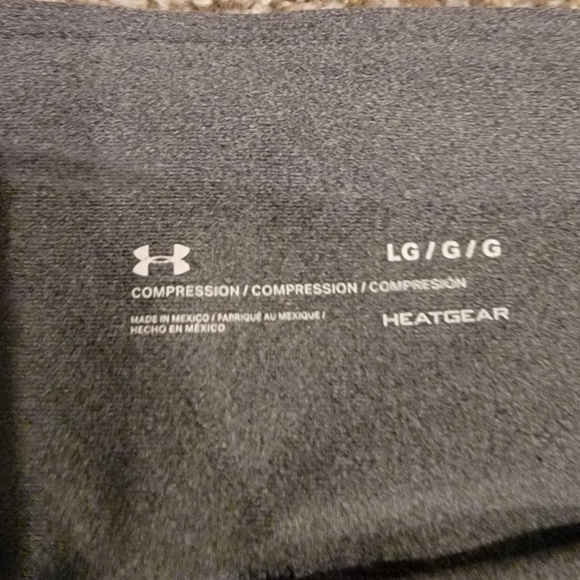 LG / G / G
COMPRESSION / COMPRESSION / COMPRESIÓN
MADE IN MEXICO / FABRIQUÉ AU MEXIQUE /
HECHO EN MÉXICO
HEATGEAR